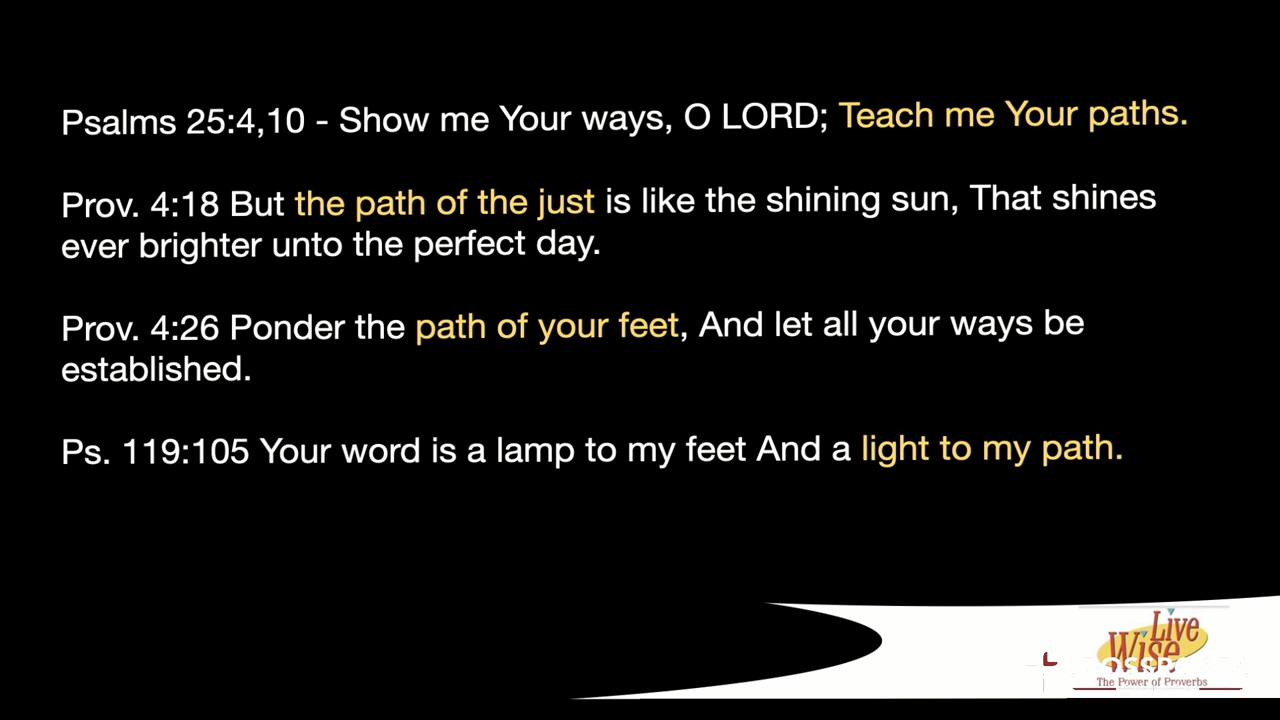 Psalms 25:4,10 - Show me Your ways, O LORD; Teach me Your paths.
Prov. 4:18 But the path of the just is like the shining sun, That shines
ever brighter unto the perfect day.
Prov. 4:26 Ponder the path of your feet, And let all your ways be
established.
Ps. 119:105 Your word is a lamp to my feet And a light to my path.
Live
Wise
The Power of Proverbs